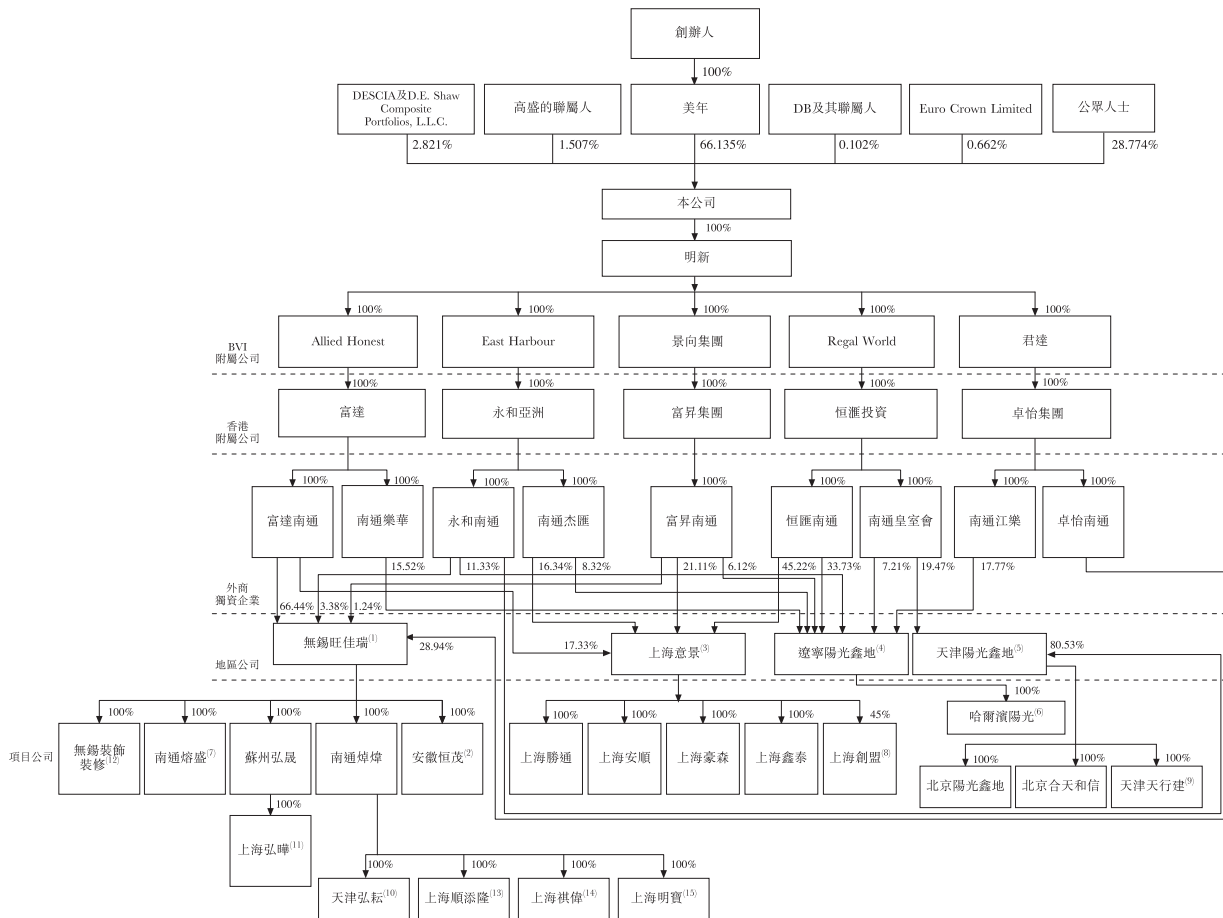 創辦人
100%
DESCIA及D.E. Shaw
Composite
Portfolios, L.L.C.
高盛的聯屬人
美年
DB及其聯屬人
Euro Crown Limited
公眾人士
2.821%
1.507%
66.135%
0.102%
0.662%
28.774%
本公司
100%
明新
100%
100%
100%
100%
100%
BVI
附屬公司
Allied Honest
East Harbour
景向集團
Regal World
君達
100%
100%
100%
100%
100%
香港
附屬公司
富達
永和亞洲
富昇集團
恒滙投資
卓怡集團
100%
100%
100%
100%
100%
100%
100%
100%
100%
富達南通
南通樂華
永和南通
南通杰匯
富昇南通
恒匯南通
南通皇室會
南通江樂
卓怡南通
15.52%
11.33%
16.34%
8.32%
21.11%
6.12%
45.22%
33.73%
7.21%
19.47%
17.77%
外商
獨資企業
66.44%
3.38%
1.24%
地區公司
無錫旺佳瑞(1)
28.94%
17.33%
上海意景(3)
遼寧陽光鑫地(4)
天津陽光鑫地(5)
80.53%
100%
100%
100%
100%
100%
100%
100%
100%
100%
45%
100%
項目公司
無錫裝飾
裝修(12)
南通熔盛(7)
蘇州弘晟
南通焯煒
安徽恒茂(2)
上海勝通
上海安順
上海豪森
上海鑫泰
上海創盟(8)
哈爾濱陽光(6)
100%
100%
100%
北京陽光鑫地
北京合天和信
天津天行建(9)
100%
上海弘曄(11)
100%
100%
100%
100%
天津弘耘(10)
上海順添隆(13)
上海祺偉(14)
上海明寶(15)